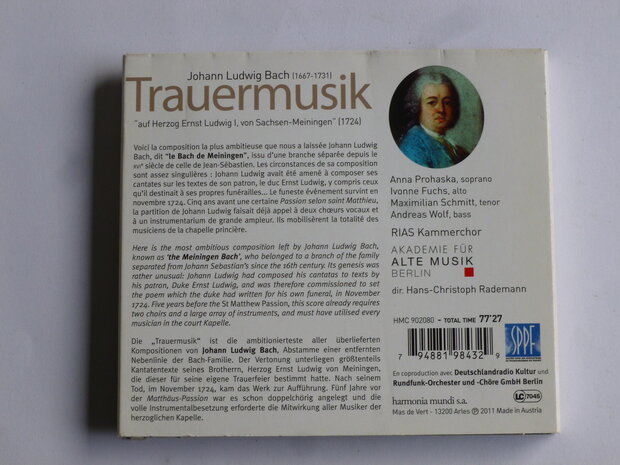 Johann Ludwig Bach (1667-1731)
Trauermusik
"auf Herzog Ernst Ludwig I, von Sachsen-Meiningen" (1724)
Voici la composition la plus ambitieuse que nous a laissée Johann Ludwig
Bach, dit "le Bach de Meiningen", issu d'une branche séparée depuis le
XVIe siècle de celle de Jean-Sébastien. Les circonstances de sa composition
sont assez singulières : Johann Ludwig avait été amené à composer ses
cantates sur les textes de son patron, le duc Ernst Ludwig, y compris ceux
qu'il destinait à ses propres funérailles... Le funeste événement survint en
novembre 1724. Cinq ans avant une certaine Passion selon saint Matthieu,
la partition de Johann Ludwig faisait déjà appel à deux chœurs vocaux et
à un instrumentarium de grande ampleur. Ils mobilisèrent la totalité des
musiciens de la chapelle princière.
Here is the most ambitious composition left by Johann Ludwig Bach,
known as 'the Meiningen Bach', who belonged to a branch of the family
separated from Johann Sebastian's since the 16th century. Its genesis was
rather unusual: Johann Ludwig had composed his cantatas to texts by
his patron, Duke Ernst Ludwig, and was therefore commissioned to set
the poem which the duke had written for his own funeral, in November
1724. Five years before the St Matthew Passion, this score already requires
two choirs and a large array of instruments, and must have utilised every
musician in the court Kapelle.
Die „Trauermusik" ist die ambitionierteste aller überlieferten
Kompositionen von Johann Ludwig Bach, Abstamme einer entfernten
Nebenlinie der Bach-Familie. Der Vertonung unterliegen größtenteils
Kantatentexte seines Brotherrn, Herzog Ernst Ludwig von Meiningen,
die dieser für seine eigene Trauerfeier bestimmt hatte. Nach seinem
Tod, im November 1724, kam das Werk zur Aufführung. Fünf Jahre vor
der Matthäus-Passion war es schon doppelchörig angelegt und die
volle Instrumentalbesetzung erforderte die Mitwirkung aller Musiker der
herzoglichen Kapelle.
Anna Prohaska, soprano
Ivonne Fuchs, alto
Maximilian Schmitt, tenor
Andreas Wolf, bass
RIAS Kammerchor
AKADEMIE FÜR
ALTE MUSIK
BERLIN
dir. Hans-Christoph Rademann
HMC 902080 - TOTAL TIME 77'27
7 94881 98432 9
SPPF
En coproduction avec Deutschlandradio Kultur und
Rundfunk-Orchester und -Chöre GmbH Berlin
harmonia mundi s.a.
Mas de Vert - 13200 Arles ℗ 2011 Made in Austria
LC 7045